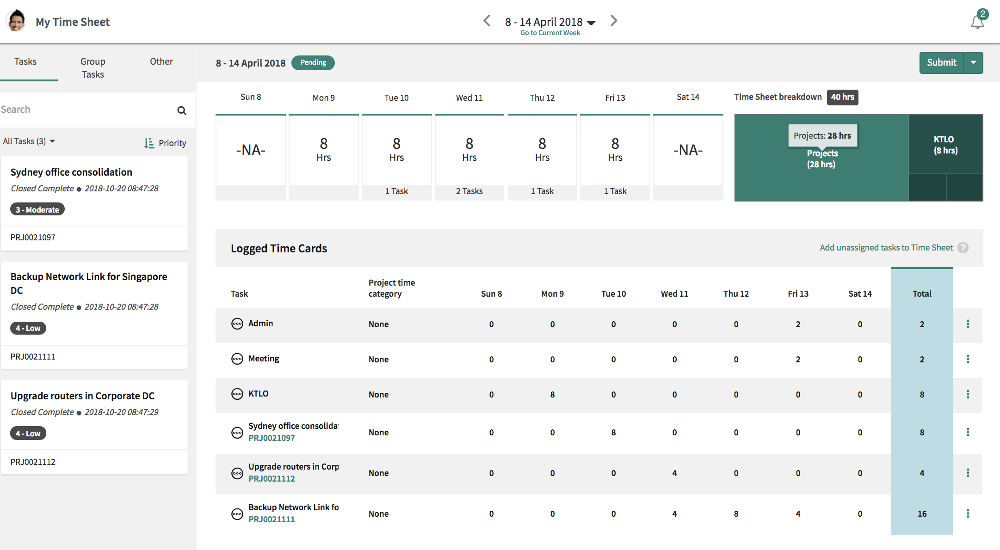 My Time Sheet
8 - 14 April 2018
Go to Current Week
2
Tasks
Group
Tasks
Other
Search
All Tasks (3)
Priority
Sydney office consolidation
Closed Complete ● 2018-10-20 08:47:28
3 - Moderate
PRJ0021097
Backup Network Link for Singapore
DC
Closed Complete ● 2018-10-20 08:47:28
4 - Low
PRJ0021111
Upgrade routers in Corporate DC
Closed Complete ● 2018-10-20 08:47:29
4 - Low
PRJ0021112
8 - 14 April 2018 Pending
Submit
Sun 8 Mon 9 Tue 10 Wed 11 Thu 12 Fri 13 Sat 14
-NA- 8 8 8 8 8 -NA-
Hrs Hrs Hrs Hrs Hrs
1 Task 2 Tasks 1 Task 1 Task
Time Sheet breakdown 40 hrs
Projects: 28 hrs
Projects
(28 hrs)
KTLO
(8 hrs)
Logged Time Cards
Add unassigned tasks to Time Sheet ?
Project time
Task category Sun 8 Mon 9 Tue 10 Wed 11 Thu 12 Fri 13 Sat 14 Total
Admin None 0 0 0 0 0 2 0 2
Meeting None 0 0 0 0 0 2 0 2
KTLO None 0 8 0 0 0 0 0 8
Sydney office consolida
PRJ0021097 None 0 0 8 0 0 0 0 8
Upgrade routers in Corp
PRJ0021112 None 0 0 0 4 0 0 0 4
Backup Network Link fo
PRJ0021111 None 0 0 0 4 8 4 0 16